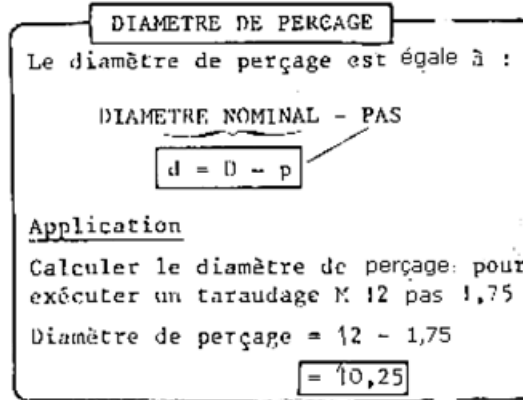 DIAMETRE DE PERÇAGE
Le diamètre de perçage est égale à :
DIAMETRE NOMINAL - PAS
d = D - p
Application
Calculer le diamètre de perçage: pour
exécuter un taraudage M 12 pas 1,75
Diamètre de perçage = 12 - 1,75
= 10,25